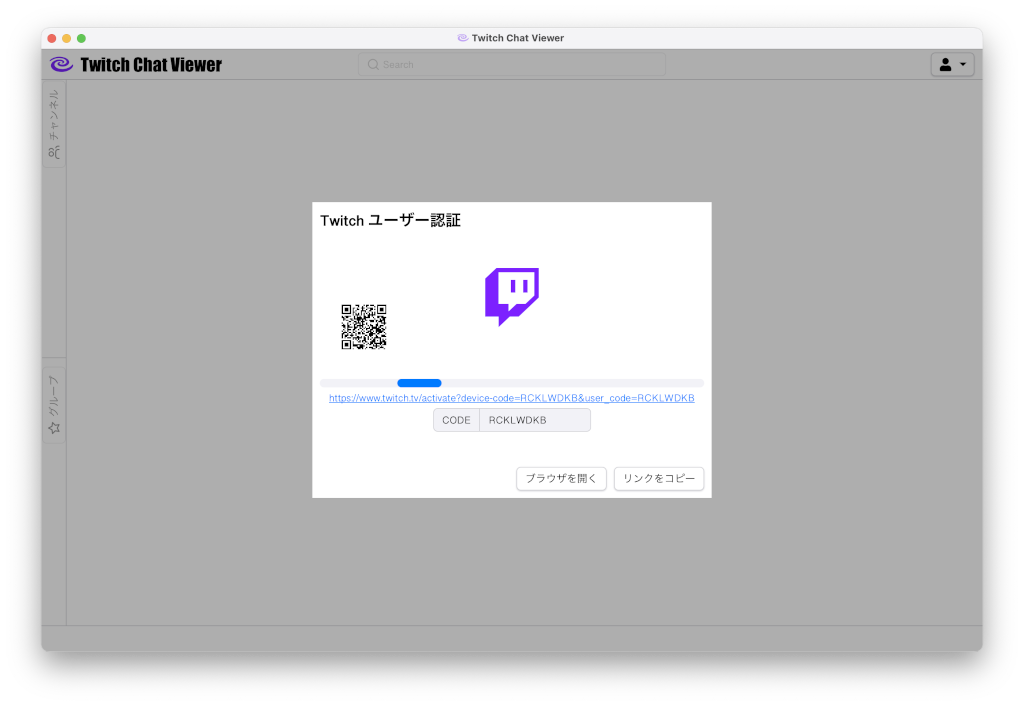 Twitch Chat Viewer
Twitch Chat Viewer
Search
チャンネル
グループ
Twitch ユーザー認証
https://www.twitch.tv/activate?device-code=RCKLWDKB&user_code=RCKLWDKB
CODE RCKLWDKB
ブラウザを開く リンクをコピー